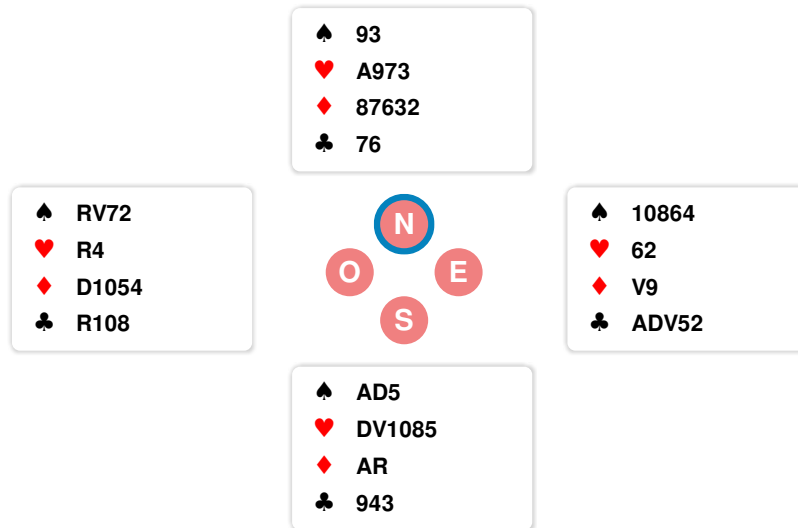 ♠ 93
♥ A973
♦ 87632
♣ 76
♠ RV72
♥ R4
♦ D1054
♣ R108
N
O E
S
♠ 10864
♥ 62
♦ V9
♣ ADV52
♠ AD5
♥ DV1085
♦ AR
♣ 943